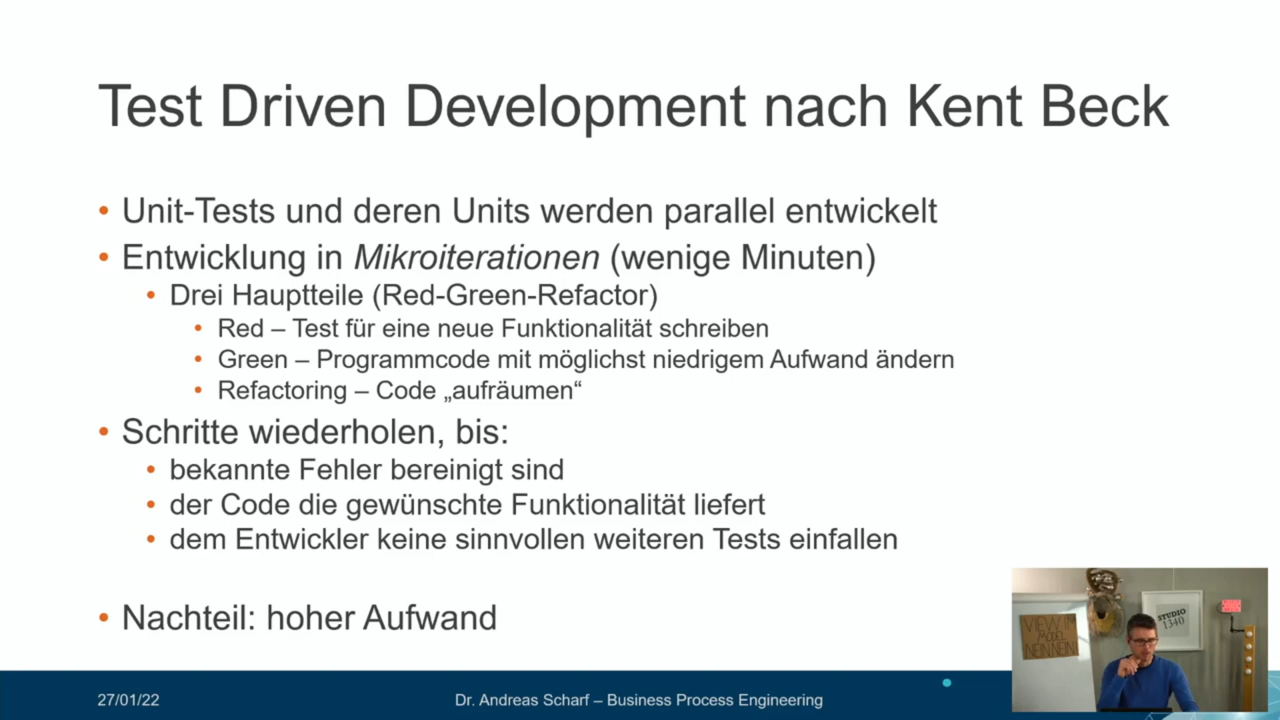 Test Driven Development nach Kent Beck
• Unit-Tests und deren Units werden parallel entwickelt
• Entwicklung in Mikroiterationen (wenige Minuten)
• Drei Hauptteile (Red-Green-Refactor)
• Red – Test für eine neue Funktionalität schreiben
• Green – Programmcode mit möglichst niedrigem Aufwand ändern
• Refactoring – Code „aufräumen“
• Schritte wiederholen, bis:
• bekannte Fehler bereinigt sind
• der Code die gewünschte Funktionalität liefert
• dem Entwickler keine sinnvollen weiteren Tests einfallen
• Nachteil: hoher Aufwand
VIEW IM
MODEL
NEIN NEIN!
STUDIO
1340
27/01/22
Dr. Andreas Scharf – Business Process Engineering